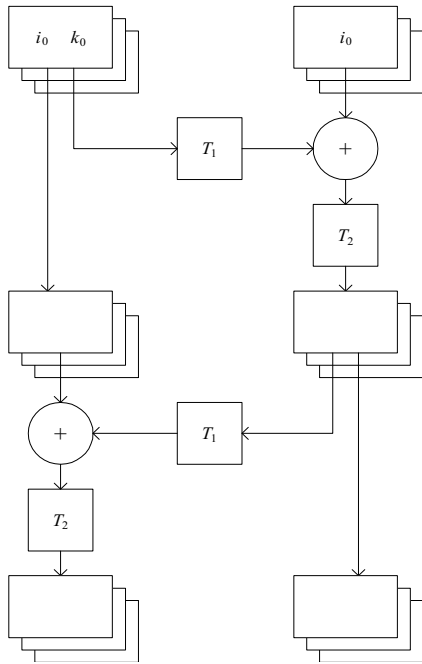 i₀ k₀
i₀
T₁
+
T₂
+
T₁
T₂